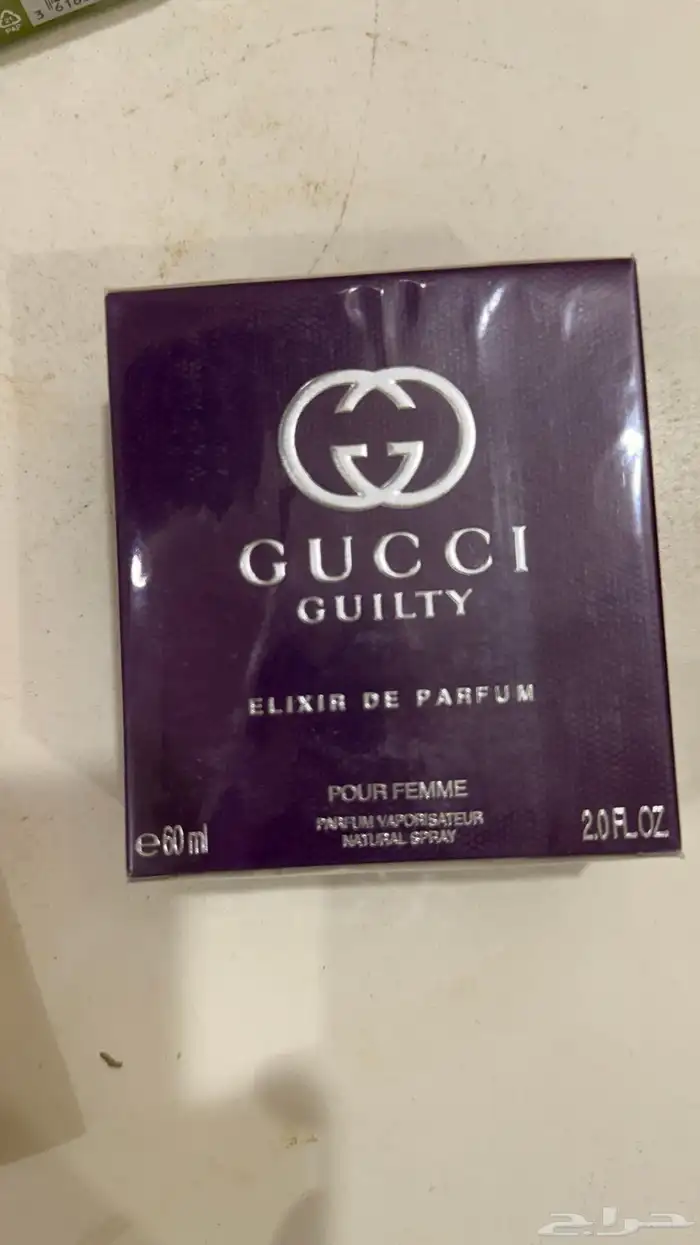 GUCCI
GUILTY
ELIXIR DE PARFUM
POUR FEMME
PARFUM VAPORISATEUR
NATURAL SPRAY
℮60 ml
2.0 FL.OZ.
حراج